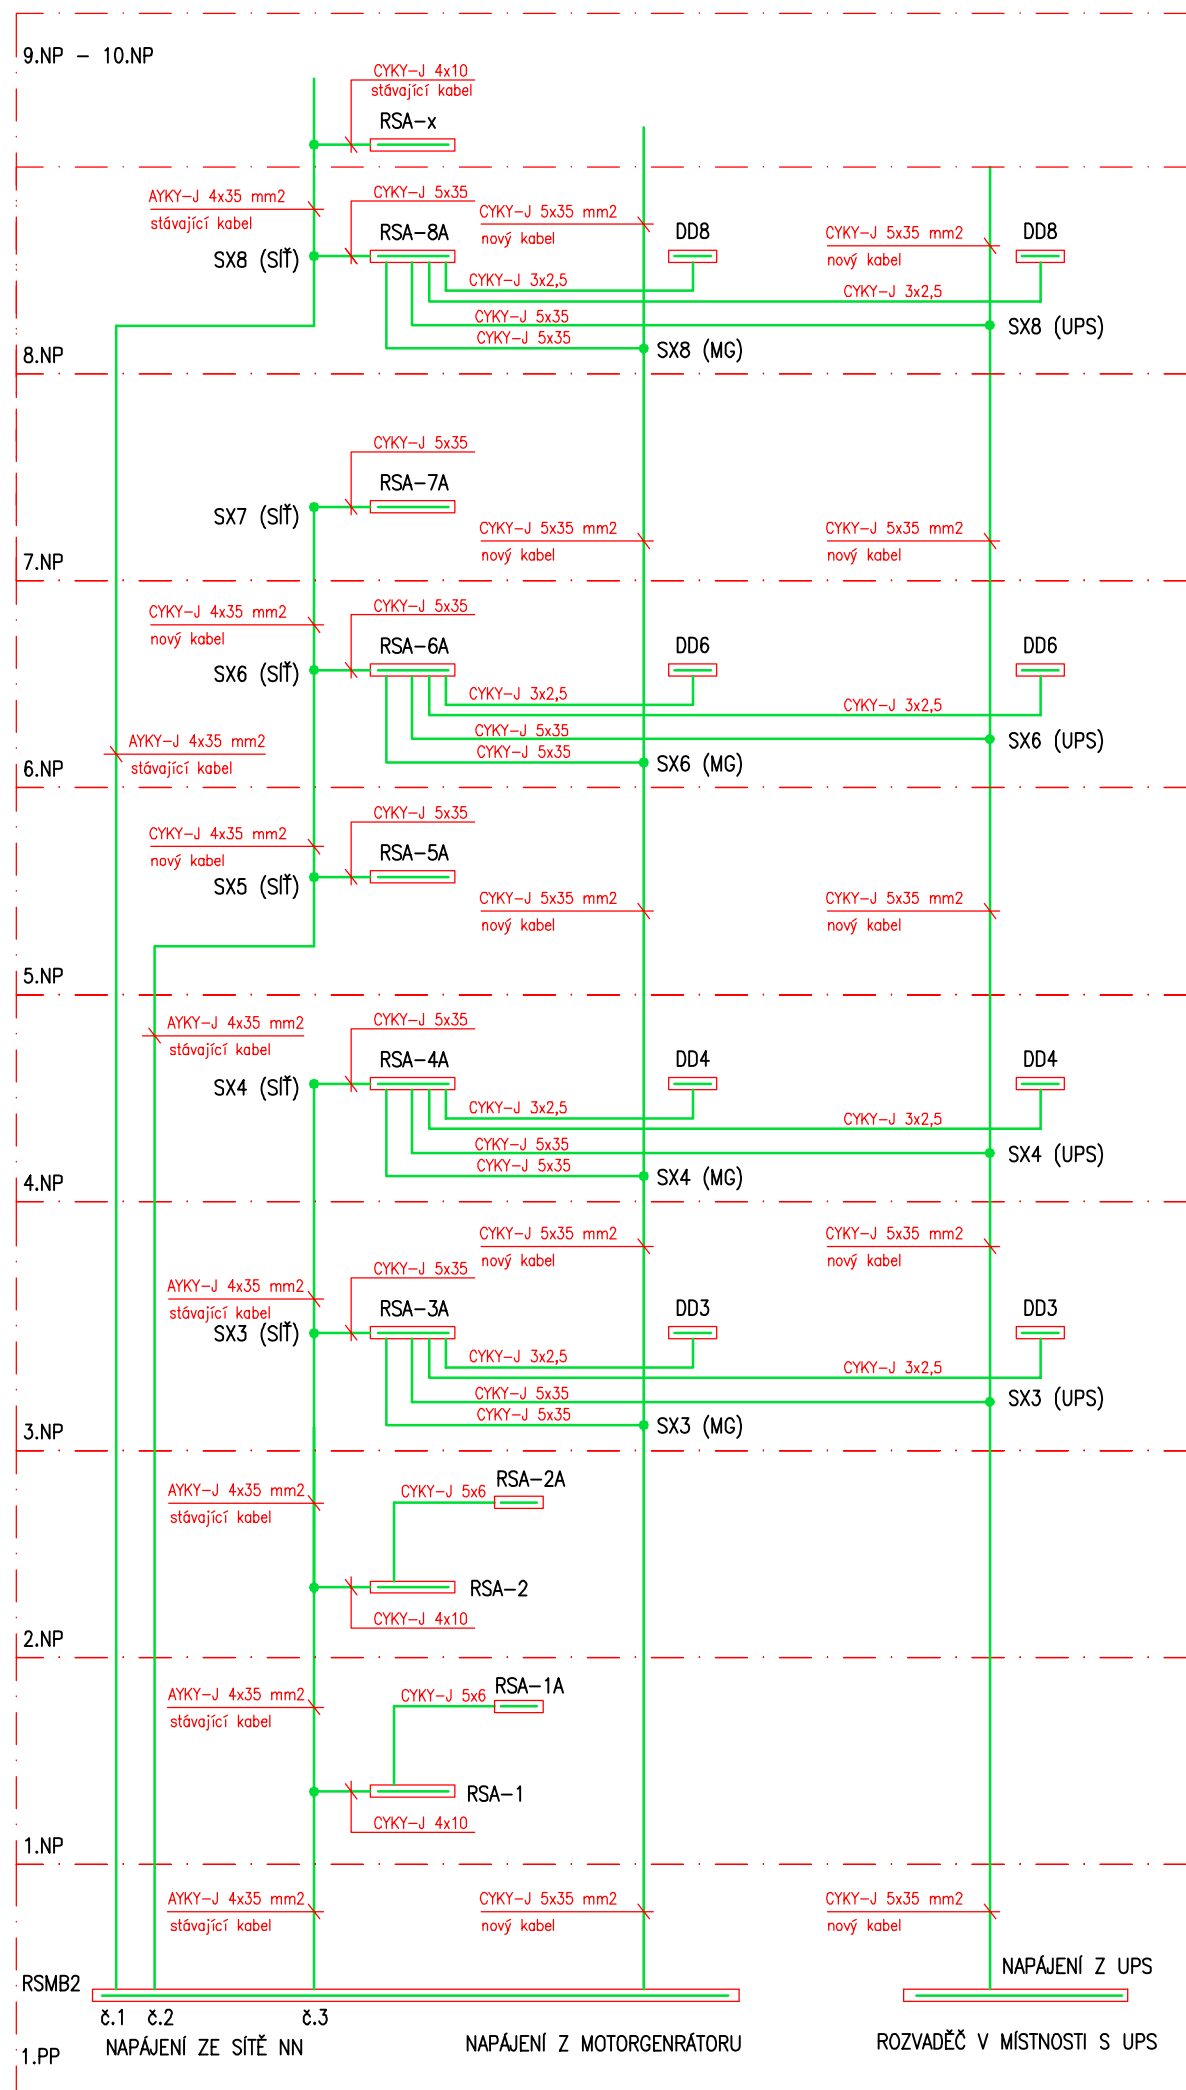 9.NP – 10.NP
CYKY–J 4x10
stávající kabel
RSA–x
AYKY–J 4x35 mm2
stávající kabel
CYKY–J 5x35
CYKY–J 5x35 mm2
nový kabel
CYKY–J 5x35 mm2
nový kabel
RSA–8A
DD8
DD8
SX8 (SÍŤ)
CYKY–J 3x2,5
CYKY–J 3x2,5
CYKY–J 5x35
SX8 (UPS)
CYKY–J 5x35
SX8 (MG)
8.NP
CYKY–J 5x35
RSA–7A
SX7 (SÍŤ)
CYKY–J 5x35 mm2
nový kabel
CYKY–J 5x35 mm2
nový kabel
7.NP
CYKY–J 4x35 mm2
nový kabel
CYKY–J 5x35
RSA–6A
DD6
DD6
SX6 (SÍŤ)
CYKY–J 3x2,5
CYKY–J 3x2,5
CYKY–J 5x35
SX6 (UPS)
AYKY–J 4x35 mm2
stávající kabel
CYKY–J 5x35
SX6 (MG)
6.NP
CYKY–J 5x35
CYKY–J 4x35 mm2
nový kabel
RSA–5A
SX5 (SÍŤ)
CYKY–J 5x35 mm2
nový kabel
CYKY–J 5x35 mm2
nový kabel
5.NP
AYKY–J 4x35 mm2
stávající kabel
CYKY–J 5x35
RSA–4A
DD4
DD4
SX4 (SÍŤ)
CYKY–J 3x2,5
CYKY–J 3x2,5
CYKY–J 5x35
SX4 (UPS)
CYKY–J 5x35
SX4 (MG)
4.NP
CYKY–J 5x35 mm2
nový kabel
CYKY–J 5x35 mm2
nový kabel
CYKY–J 5x35
AYKY–J 4x35 mm2
stávající kabel
RSA–3A
DD3
DD3
SX3 (SÍŤ)
CYKY–J 3x2,5
CYKY–J 3x2,5
CYKY–J 5x35
SX3 (UPS)
CYKY–J 5x35
SX3 (MG)
3.NP
RSA–2A
AYKY–J 4x35 mm2
stávající kabel
CYKY–J 5x6
RSA–2
CYKY–J 4x10
2.NP
RSA–1A
AYKY–J 4x35 mm2
stávající kabel
CYKY–J 5x6
RSA–1
CYKY–J 4x10
1.NP
AYKY–J 4x35 mm2
stávající kabel
CYKY–J 5x35 mm2
nový kabel
CYKY–J 5x35 mm2
nový kabel
NAPÁJENÍ Z UPS
RSMB2
č.1
č.2
č.3
NAPÁJENÍ ZE SÍTĚ NN
NAPÁJENÍ Z MOTORGENRÁTORU
ROZVADĚČ V MÍSTNOSTI S UPS
1.PP